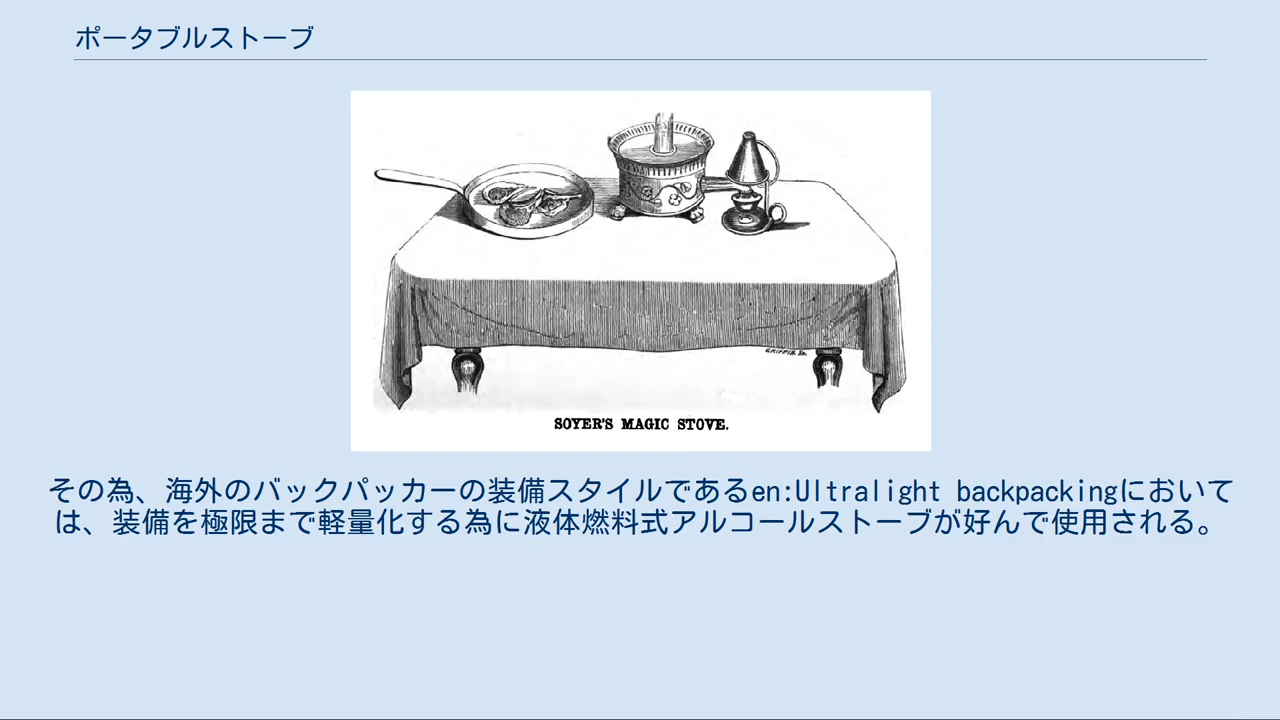 ポータブルストーブ
GRIFFIN. Sc.
SOYER'S MAGIC STOVE.
その為、海外のバックパッカーの装備スタイルであるen:Ultralight backpackingにおいて
は、装備を極限まで軽量化する為に液体燃料式アルコールストーブが好んで使用される。